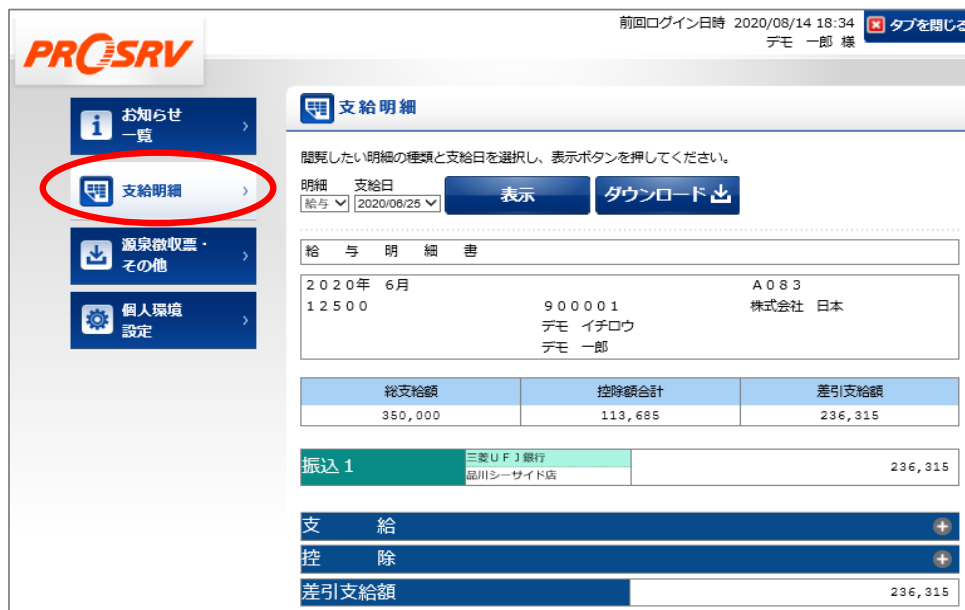 前回ログイン日時 2020/08/14 18:34
デモ 一郎 様
タブを閉じる
PROSRV
お知らせ
一覧
支給明細
源泉徴収票・
その他
個人環境
設定
支給明細
閲覧したい明細の種類と支給日を選択し、表示ボタンを押してください。
明細 支給日
給与 2020/06/25 表示 ダウンロード
給 与 明 細 書
2020年 6月 A083
12500 900001 株式会社 日本
デモ イチロウ
デモ 一郎
総支給額 控除額合計 差引支給額
350,000 113,685 236,315
振込1 三菱UFJ銀行 236,315
品川シーサイド店
支 給
控 除
差引支給額 236,315